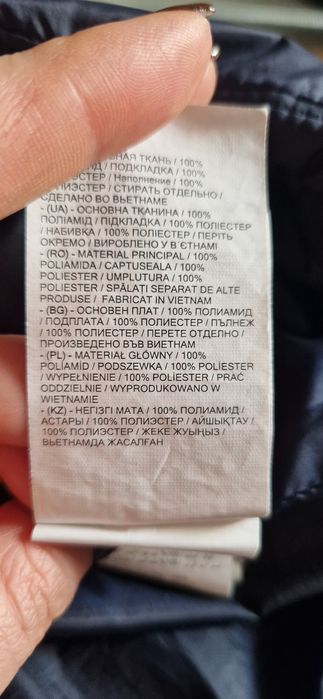 ЬНАЯ ТКАНЬ / 100%
Д / ПОДКЛАДКА / 100%
ПОЛИЭСТЕР / Наполнение / 100%
ПОЛИЭСТЕР / СТИРАТЬ ОТДЕЛЬНО /
СДЕЛАНО ВО ВЬЕТНАМЕ
- (UA) - ОСНОВНА ТКАНИНА / 100%
ПОЛІАМІД / ПІДКЛАДКА / 100% ПОЛІЕСТЕР
/ НАБИВКА / 100% ПОЛІЕСТЕР / ПЕРІТЬ
ОКРЕМО / ВИРОБЛЕНО У В´ЄТНАМІ
- (RO) - MATERIAL PRINCIPAL / 100%
POLIAMIDA / CAPTUSEALA / 100%
POLIESTER / UMPLUTURA / 100%
POLIESTER / SPĂLAȚI SEPARAT DE ALTE
PRODUSE / FABRICAT IN VIETNAM
- (BG) - ОСНОВЕН ПЛАТ / 100% ПОЛИАМИД
/ ПОДПЛАТА / 100% ПОЛИЕСТЕР / ПЪЛНЕЖ
/ 100% ПОЛИЕСТЕР / ПЕРЕТЕ ОТДЕЛНО /
ПРОИЗВЕДЕНО ВЪВ ВИЕТНАМ
- (PL) - MATERIAŁ GŁÓWNY / 100%
POLIAMID / PODSZEWKA / 100% POLIESTER
/ WYPEŁNIENIE / 100% POLIESTER / PRAĆ
ODDZIELNIE / WYPRODUKOWANO W
WIETNAMIE
- (KZ) - НЕГІЗГІ МАТА / 100% ПОЛИАМИД /
АСТАРЫ / 100% ПОЛИЭСТЕР / АЙШЫҚТАУ /
100% ПОЛИЭСТЕР / ЖЕКЕ ЖУЫҢЫЗ /
ВЬЕТНАМДА ЖАСАЛҒАН